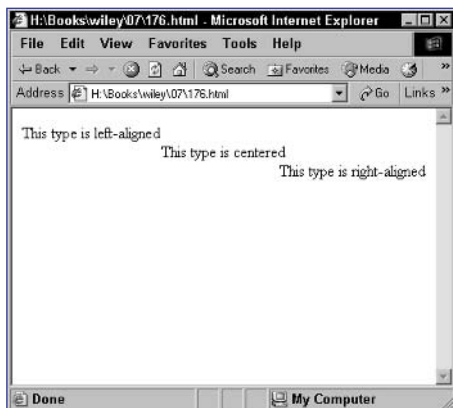 H:\Books\wiley\07\176.html - Microsoft Internet Explorer
File Edit View Favorites Tools Help
Back Search Favorites Media »
Address H:\Books\wiley\07\176.html Go Links »
This type is left-aligned
This type is centered
This type is right-aligned
Done My Computer